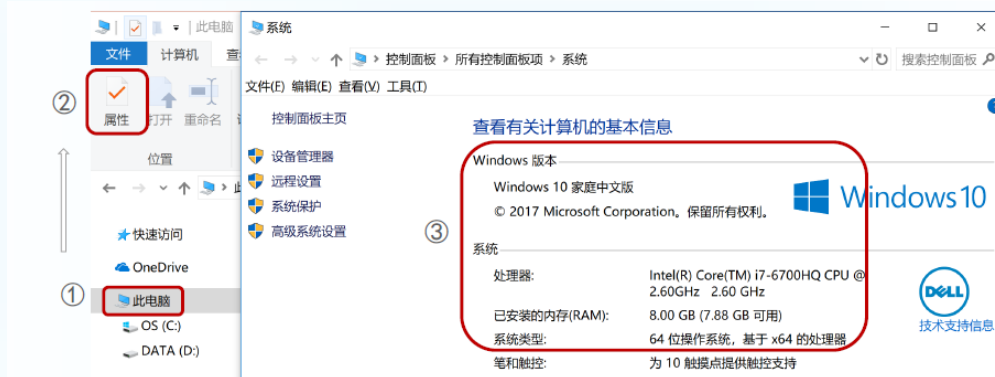 此电脑
系统
文件
计算机
查
控制面板 › 所有控制面板项 › 系统
搜索控制面板
文件(F) 编辑(E) 查看(V) 工具(T)
②
属性
打开
重命名
位置
控制面板主页
设备管理器
远程设置
系统保护
高级系统设置
查看有关计算机的基本信息
Windows 版本
Windows 10 家庭中文版
© 2017 Microsoft Corporation。保留所有权利。
Windows 10
③
系统
处理器:
Intel(R) Core(TM) i7-6700HQ CPU @
2.60GHz 2.60 GHz
已安装的内存(RAM):
8.00 GB (7.88 GB 可用)
系统类型:
64 位操作系统，基于 x64 的处理器
笔和触控:
为 10 触摸点提供触控支持
DELL
技术支持信息
快速访问
OneDrive
①
此电脑
OS (C:)
DATA (D:)